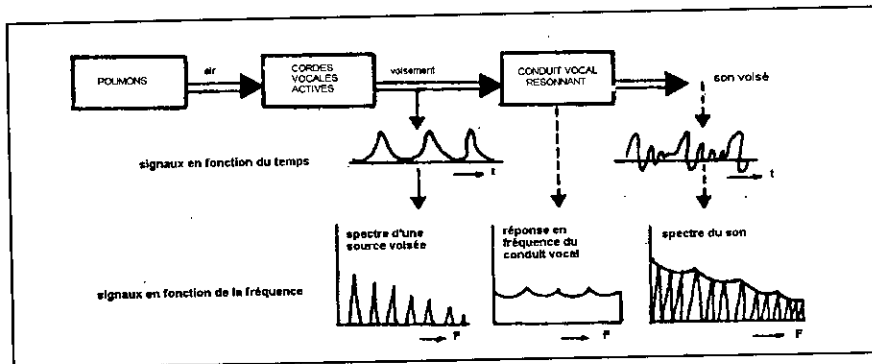 POUMONS
air
CORDES
VOCALES
ACTIVES
voisement
CONDUIT VOCAL
RESONNANT
son voisé
signaux en fonction du temps
t
t
spectre d'une
source voisée
réponse en
fréquence du
conduit vocal
spectre du son
signaux en fonction de la fréquence
F
F
F